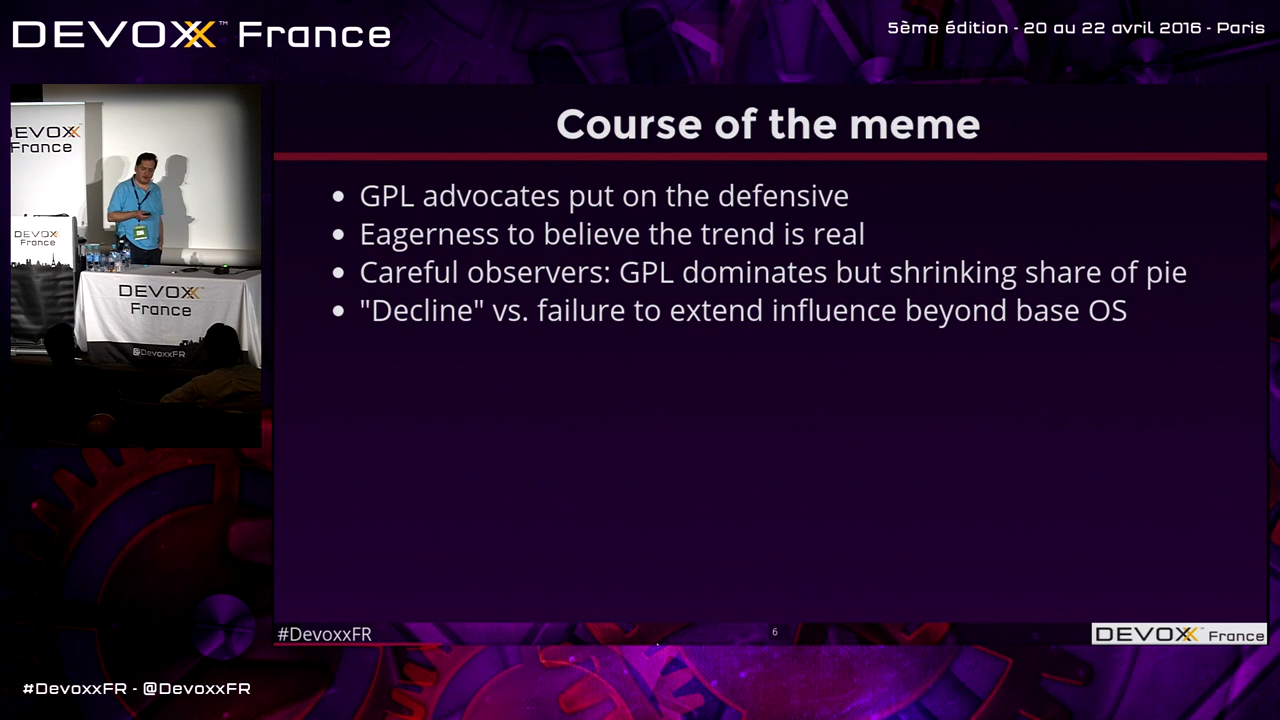 DEVOXX™ France
5ème édition - 20 au 22 avril 2016 - Paris
DEVOXX
France
DEVOXX
France
DEVOXX
France
@DevoxxFR
Course of the meme
• GPL advocates put on the defensive
• Eagerness to believe the trend is real
• Careful observers: GPL dominates but shrinking share of pie
• "Decline" vs. failure to extend influence beyond base OS
#DevoxxFR
6
DEVOXX France
#DevoxxFR - @DevoxxFR